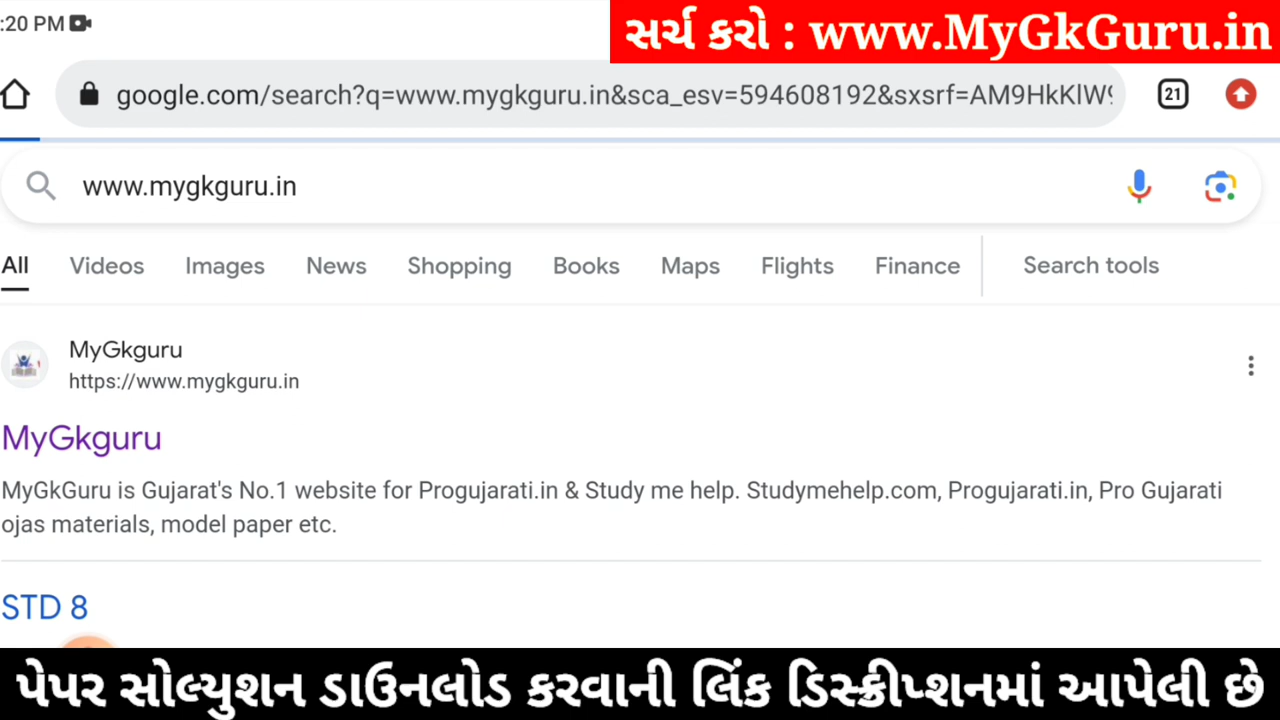 :20 PM
સર્ચ કરો : www.MyGkGuru.in
google.com/search?q=www.mygkguru.in&sca_esv=594608192&sxsrf=AM9HkKlW9
21
www.mygkguru.in
All Videos Images News Shopping Books Maps Flights Finance Search tools
MyGkguru
https://www.mygkguru.in
MyGkguru
MyGkGuru is Gujarat's No.1 website for Progujarati.in & Study me help. Studymehelp.com, Progujarati.in, Pro Gujarati
ojas materials, model paper etc.
STD 8
પેપર સોલ્યુશન ડાઉનલોડ કરવાની લિંક ડિસ્ક્રીપ્શનમાં આપેલી છે